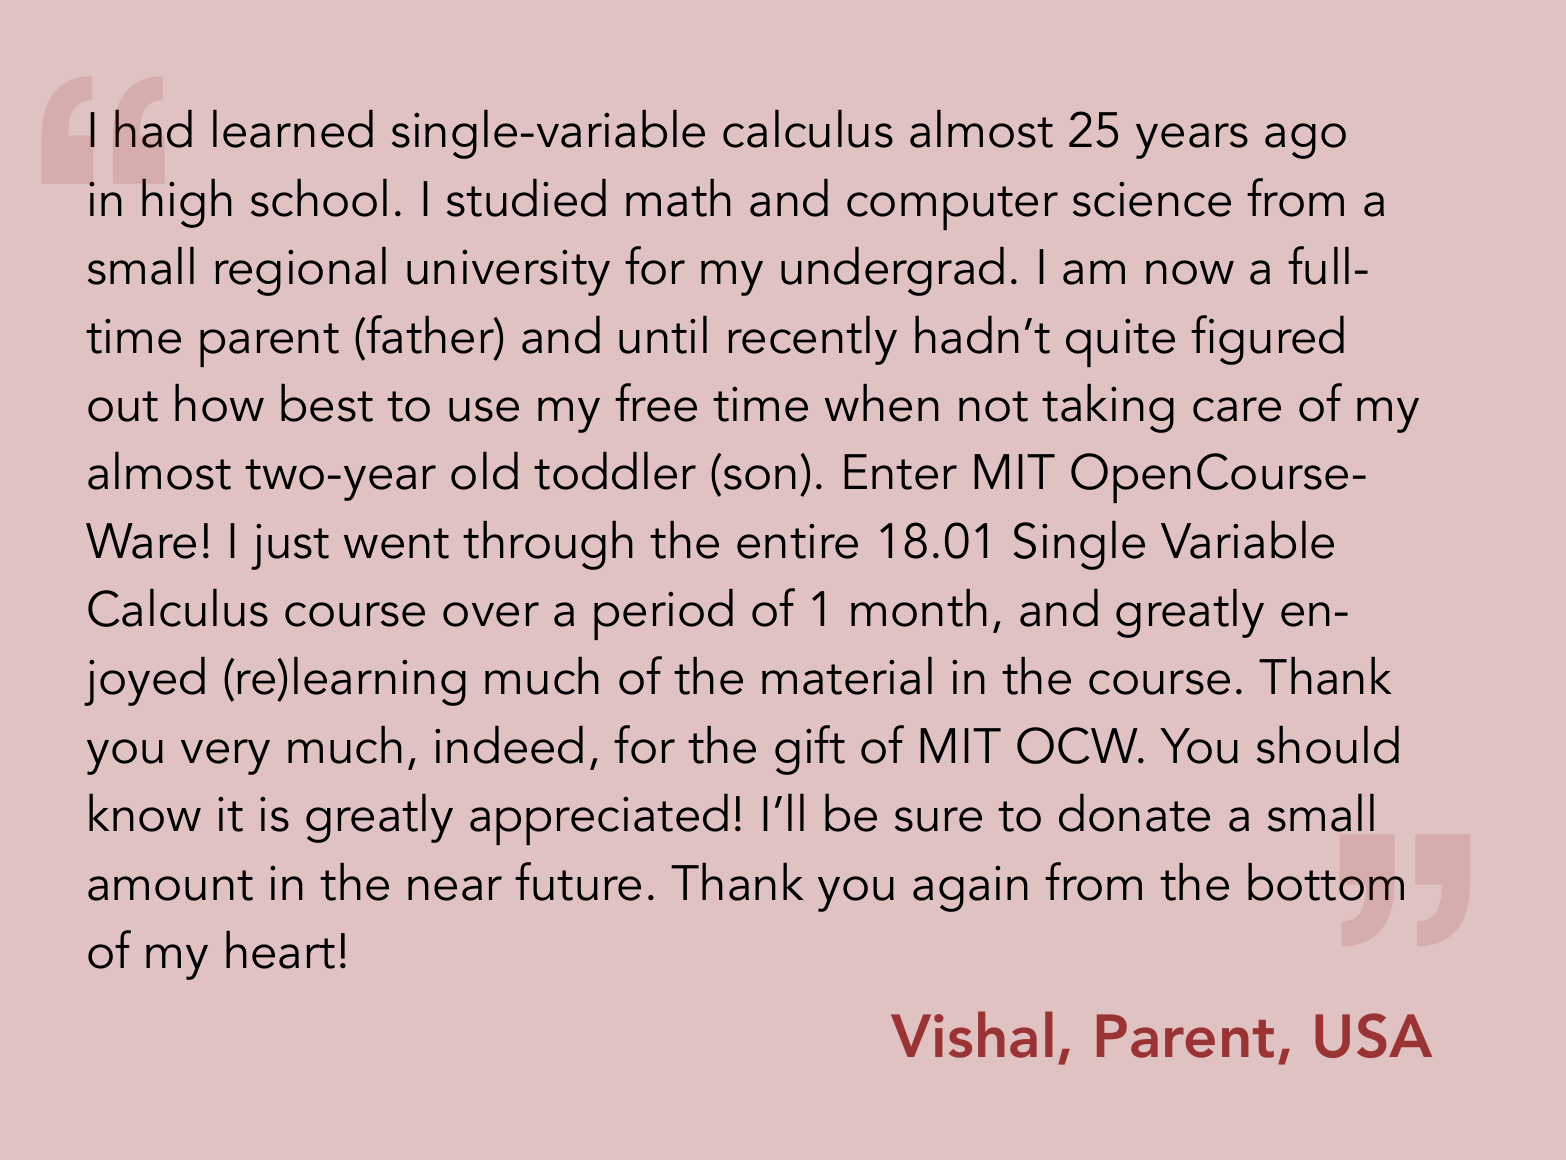 “
I had learned single-variable calculus almost 25 years ago
in high school. I studied math and computer science from a
small regional university for my undergrad. I am now a full-
time parent (father) and until recently hadn’t quite figured
out how best to use my free time when not taking care of my
almost two-year old toddler (son). Enter MIT OpenCourse-
Ware! I just went through the entire 18.01 Single Variable
Calculus course over a period of 1 month, and greatly en-
joyed (re)learning much of the material in the course. Thank
you very much, indeed, for the gift of MIT OCW. You should
know it is greatly appreciated! I’ll be sure to donate a small
amount in the near future. Thank you again from the bottom
of my heart!
”
Vishal, Parent, USA